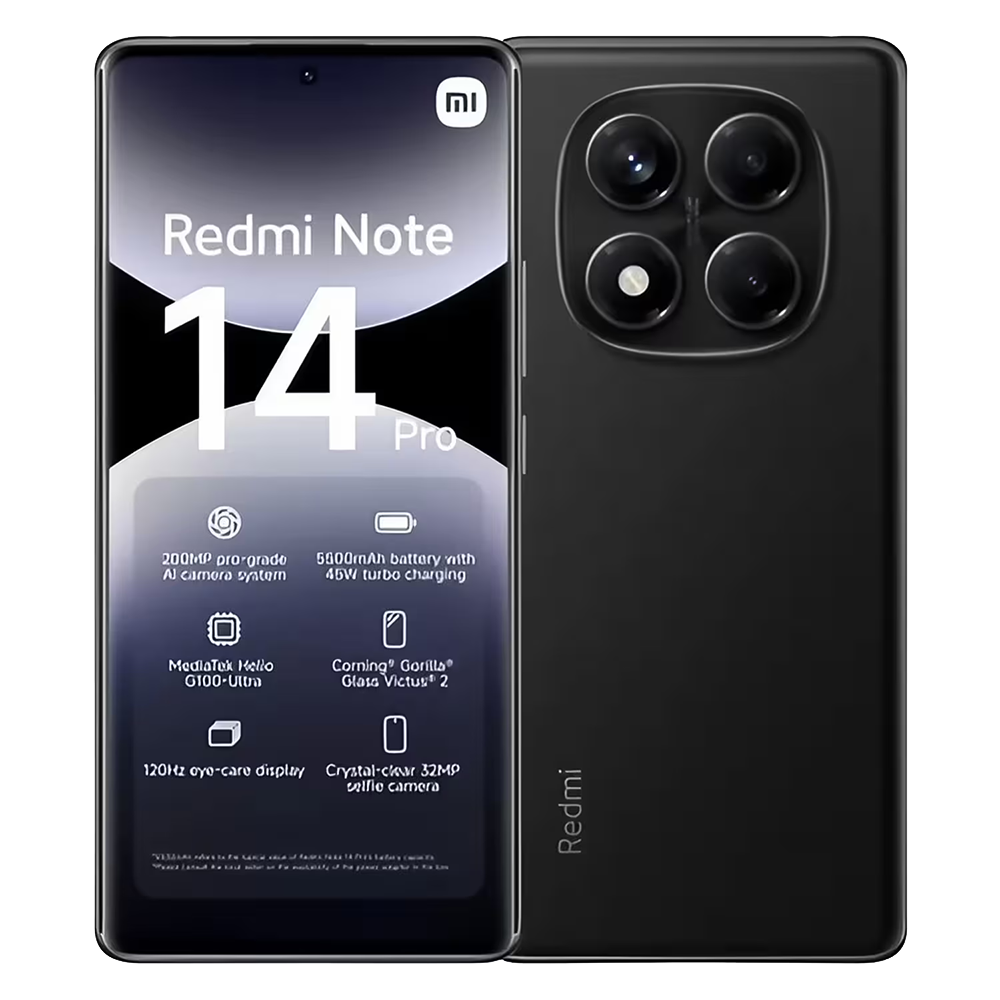 mi
Redmi Note
14
Pro
200MP pro-grade
AI camera system
5500mAh battery with
45W turbo charging
MediaTek Helio
G100-Ultra
Corning® Gorilla®
Glass Victus® 2
120Hz eye-care display
Crystal-clear 32MP
selfie camera
Redmi